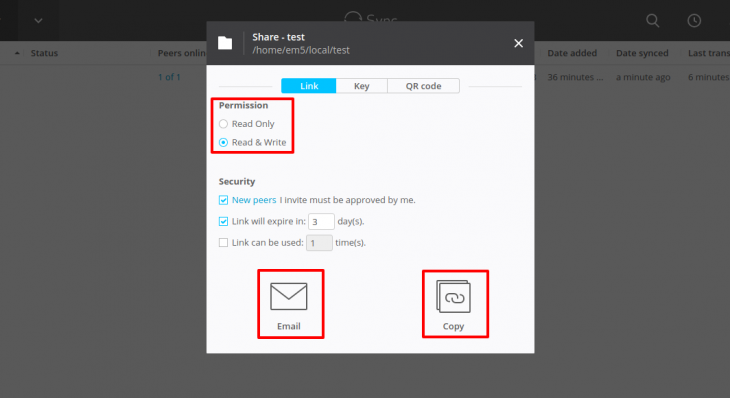 Sync
Share - test
/home/em5/local/test
Status
Peers onlin
Date added
Date synced
Last trans
1 of 1
36 minutes ...
a minute ago
6 minutes
Link
Key
QR code
Permission
Read Only
Read & Write
Security
New peers I invite must be approved by me.
Link will expire in: 3 day(s).
Link can be used: 1 time(s).
Email
Copy